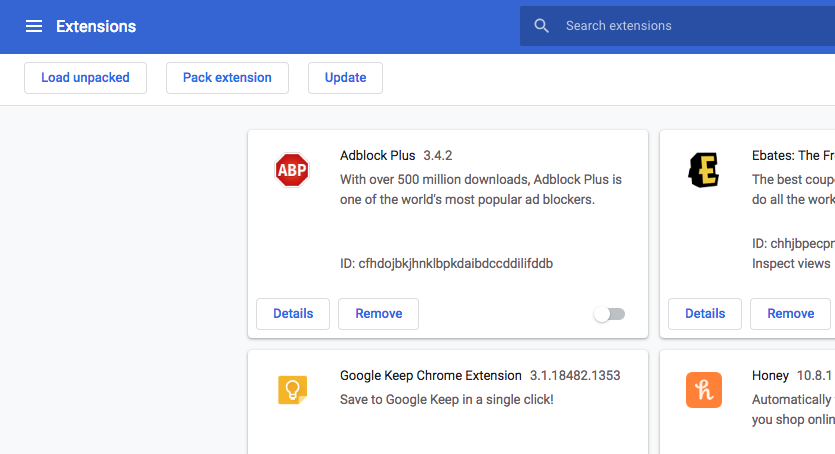 Extensions
Search extensions
Load unpacked
Pack extension
Update
ABP
Adblock Plus 3.4.2
With over 500 million downloads, Adblock Plus is
one of the world's most popular ad blockers.
ID: cfhdojbkjhnklbpkdaibdccddilifddb
Details
Remove
E
Ebates: The Fr
The best coup
do all the work
ID: chhjbpecpr
Inspect views
Details
Remove
Google Keep Chrome Extension 3.1.18482.1353
Save to Google Keep in a single click!
h
Honey 10.8.1
Automatically
you shop onlin